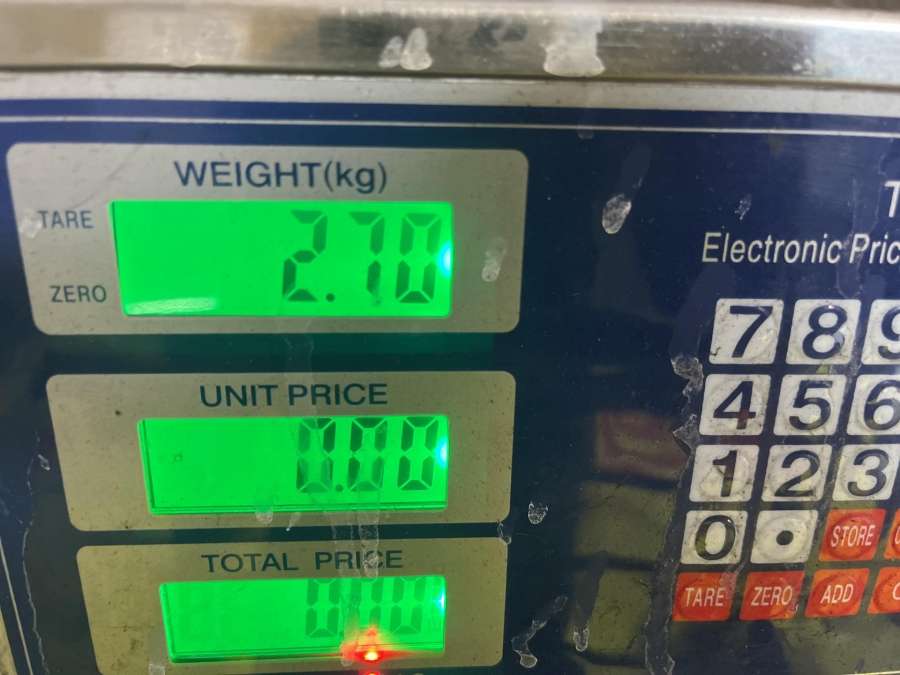 WEIGHT(kg)
TARE
2.70
ZERO
UNIT PRICE
0.00
TOTAL PRICE
0.00
Electronic Pric
7 8 9
4 5 6
1 2 3
0 • STORE
TARE ZERO ADD